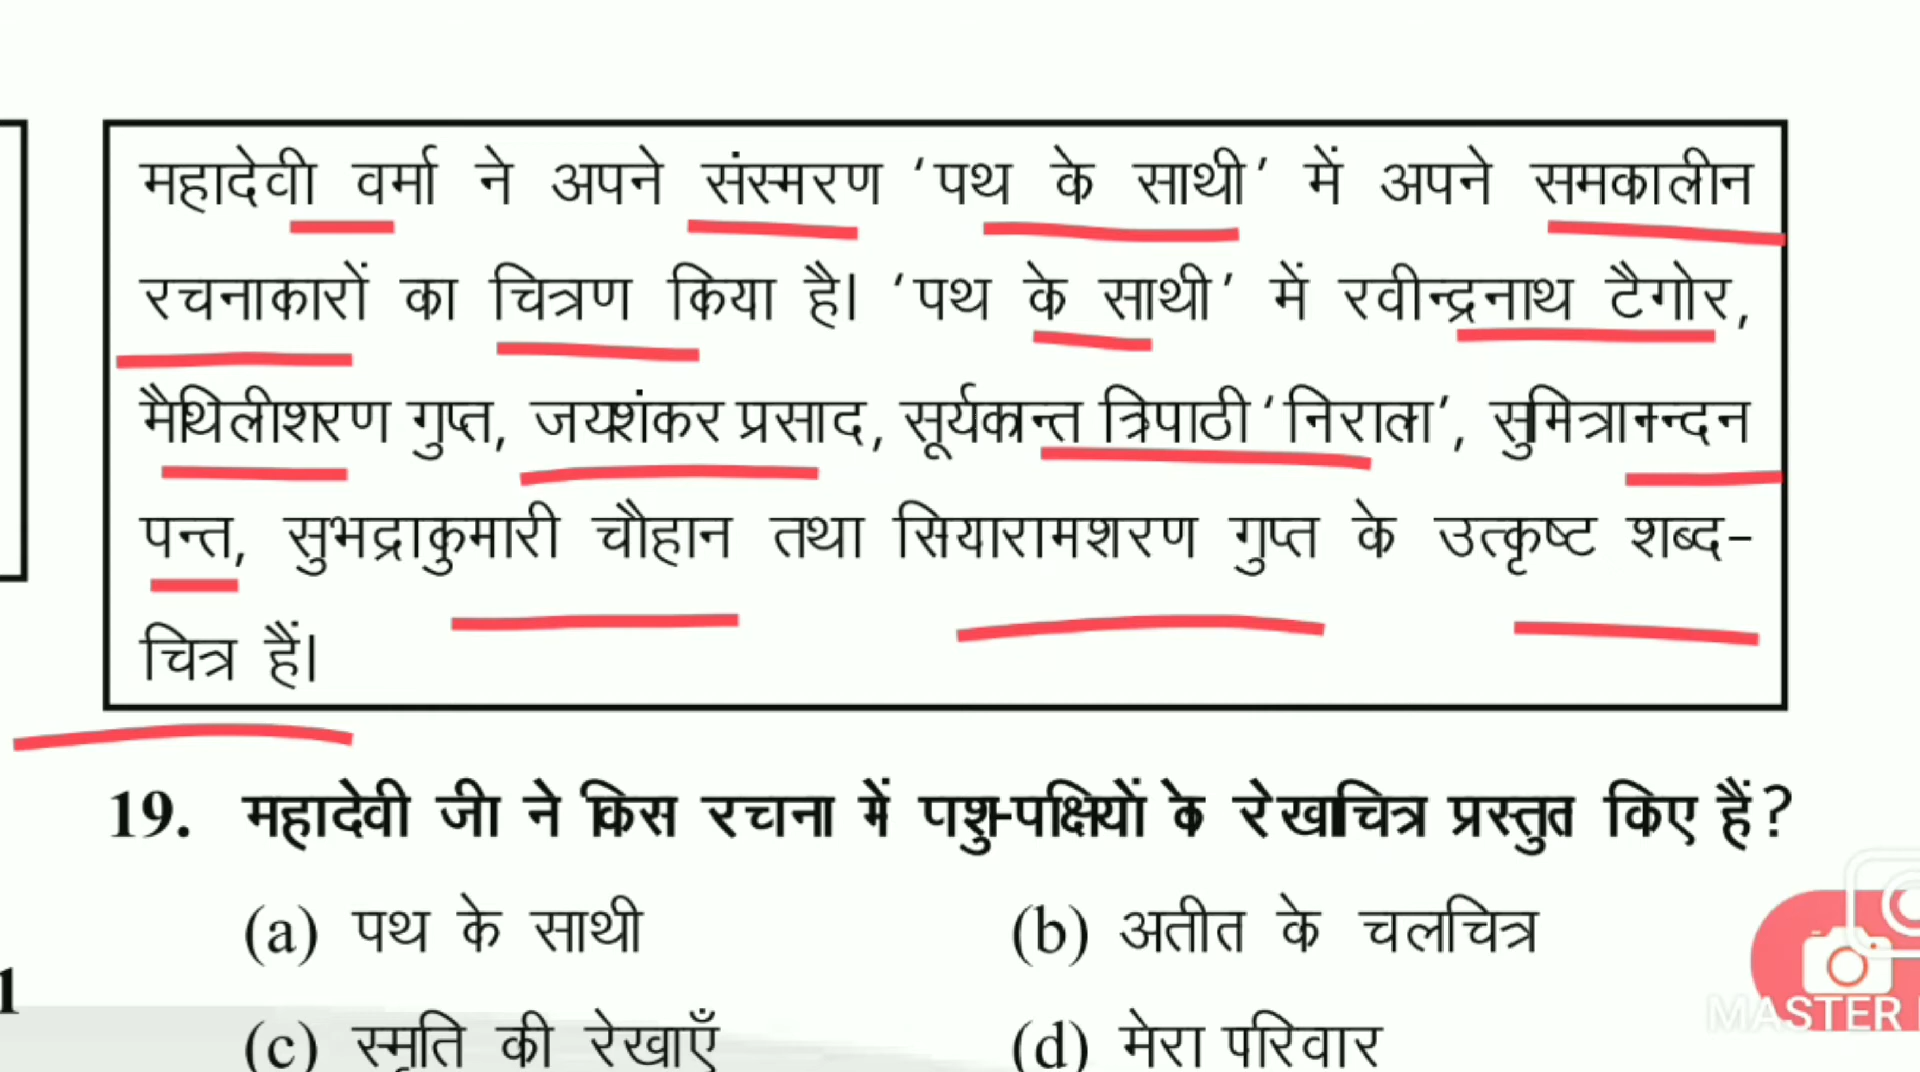 महादेवी वर्मा ने अपने संस्मरण ‘पथ के साथी’ में अपने समकालीन
रचनाकारों का चित्रण किया है। ‘पथ के साथी’ में रवीन्द्रनाथ टैगोर,
मैथिलीशरण गुप्त, जयशंकर प्रसाद, सूर्यकान्त त्रिपाठी ‘निराला’, सुमित्रानन्दन
पन्त, सुभद्राकुमारी चौहान तथा सियारामशरण गुप्त के उत्कृष्ट शब्द-
चित्र हैं।
19. महादेवी जी ने किस रचना में पशु-पक्षियों के रेखाचित्र प्रस्तुत किए हैं?
(a) पथ के साथी (b) अतीत के चलचित्र
1
(c) स्मृति की रेखाएँ (d) मेरा परिवार
MASTER